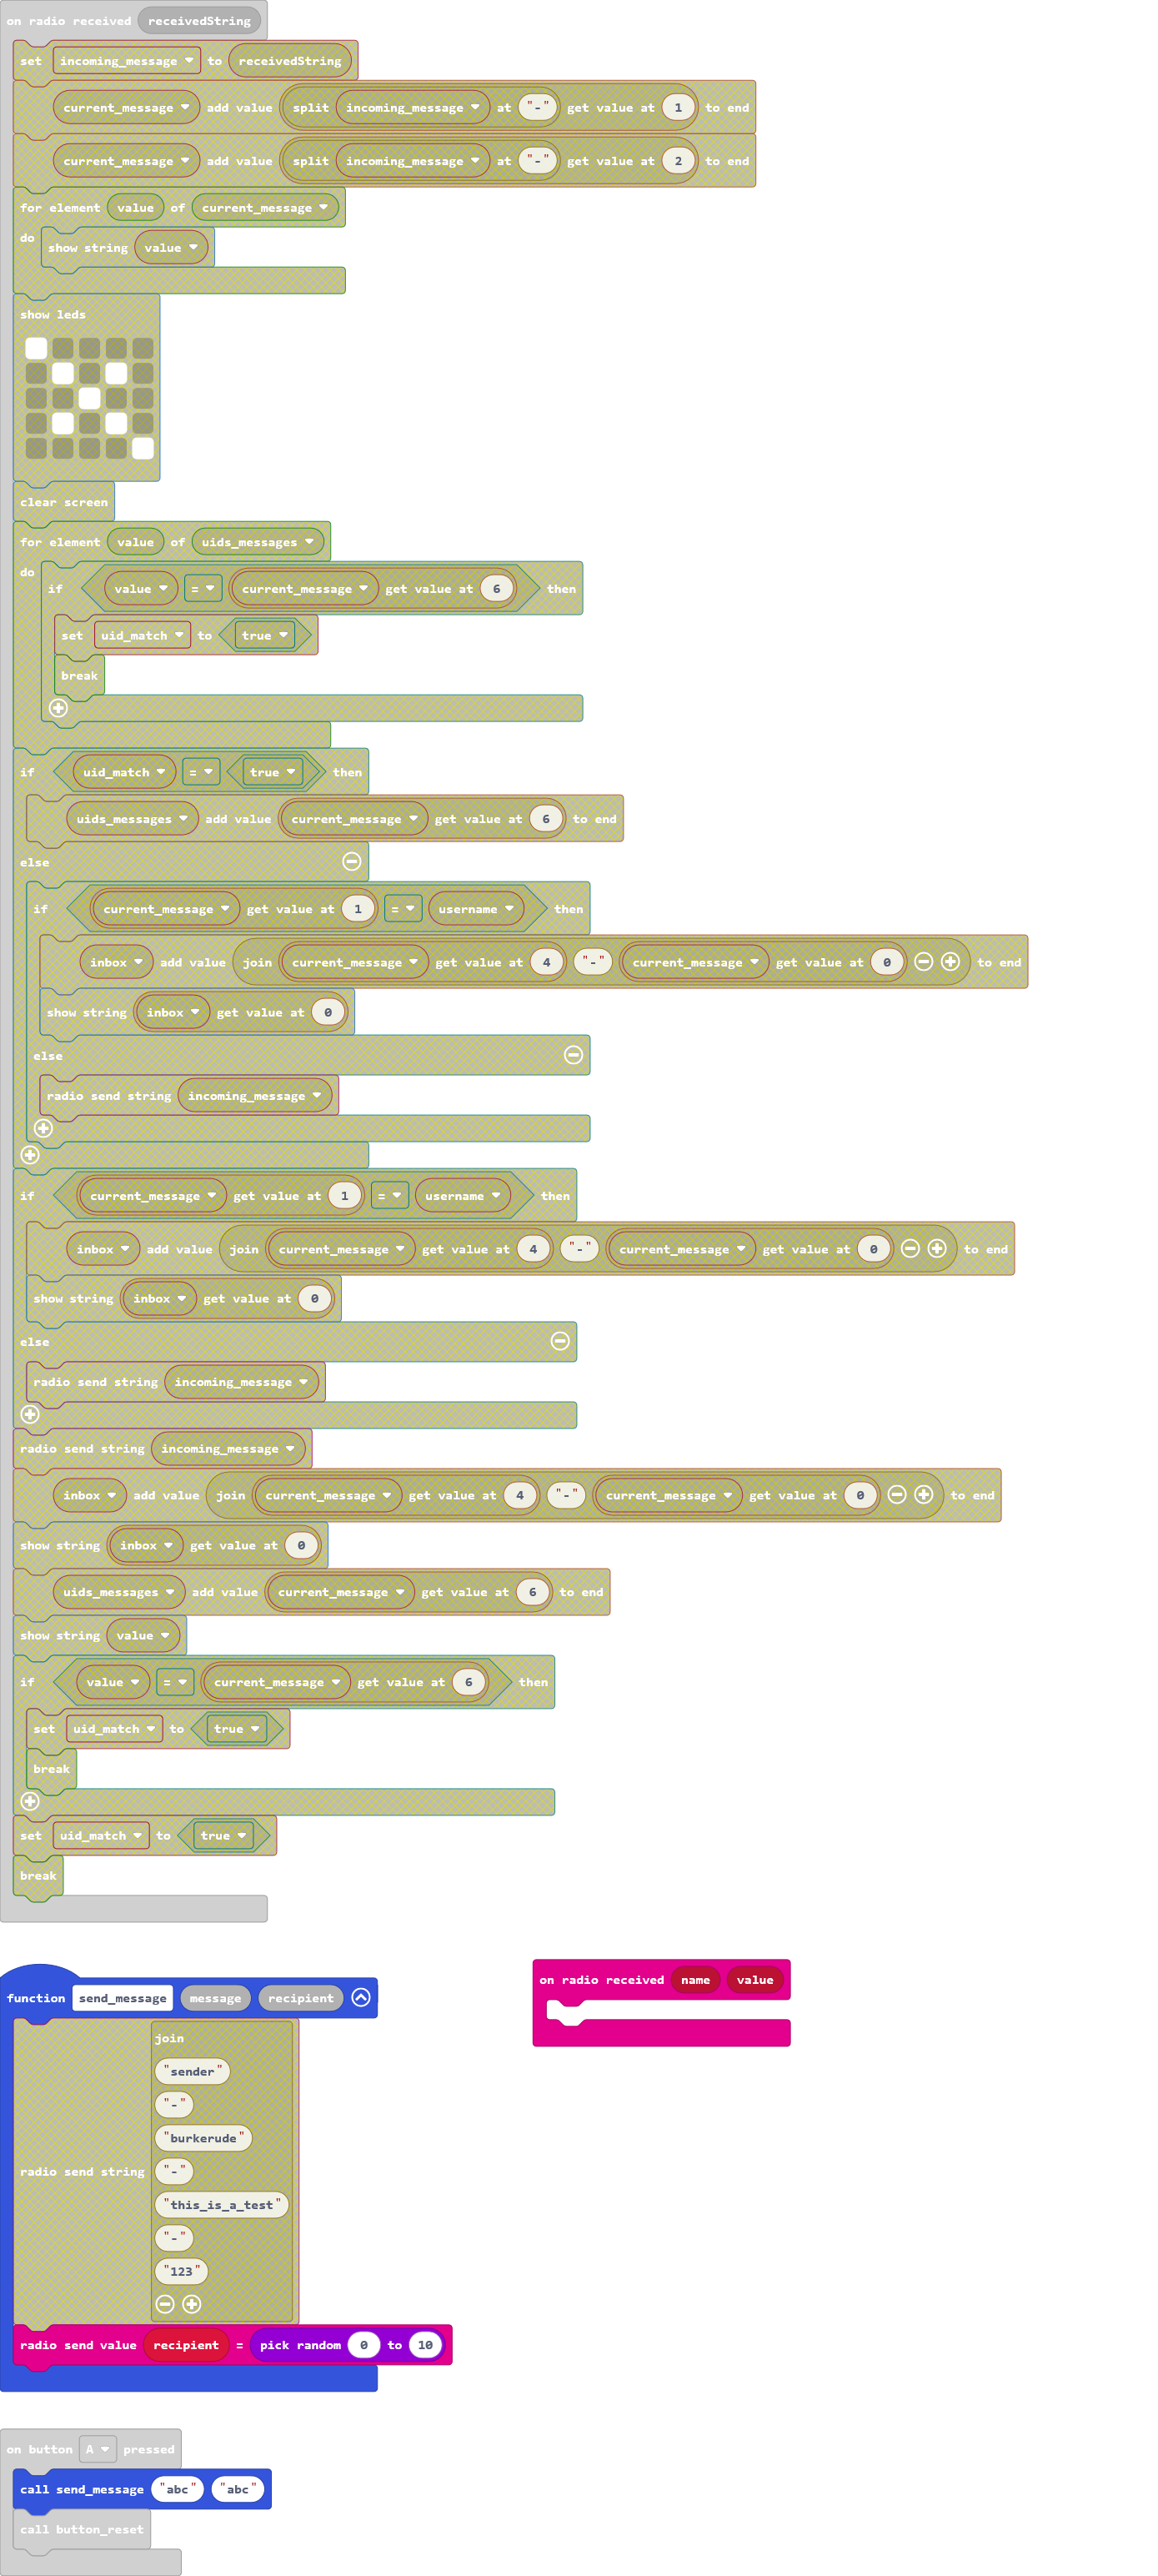 on radio received receivedString
set incoming_message to receivedString
current_message add value split incoming_message at "-" get value at 1 to end
current_message add value split incoming_message at "-" get value at 2 to end
for element value of current_message
do show string value
show leds
clear screen
for element value of uids_messages
do if value = current_message get value at 6 then
set uid_match to true
break
if uid_match = true then
uids_messages add value current_message get value at 6 to end
else
if current_message get value at 1 = username then
inbox add value join current_message get value at 4 "-" current_message get value at 0 to end
show string inbox get value at 0
else
radio send string incoming_message
if current_message get value at 1 = username then
inbox add value join current_message get value at 4 "-" current_message get value at 0 to end
show string inbox get value at 0
else
radio send string incoming_message
radio send string incoming_message
inbox add value join current_message get value at 4 "-" current_message get value at 0 to end
show string inbox get value at 0
uids_messages add value current_message get value at 6 to end
show string value
if value = current_message get value at 6 then
set uid_match to true
break
set uid_match to true
break
function send_message message recipient
join
"sender"
"-"
"burkerude"
radio send string "-"
"this_is_a_test"
"-"
"123"
radio send value recipient = pick random 0 to 10
on radio received name value
on button A pressed
call send_message "abc" "abc"
call button_reset